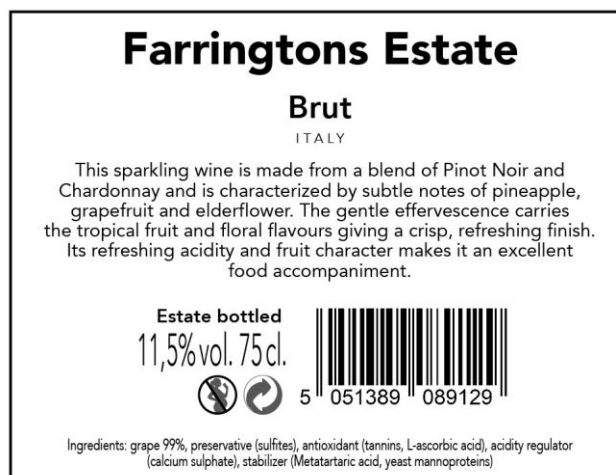 Farringtons Estate
Brut
ITALY
This sparkling wine is made from a blend of Pinot Noir and
Chardonnay and is characterized by subtle notes of pineapple,
grapefruit and elderflower. The gentle effervescence carries
the tropical fruit and floral flavours giving a crisp, refreshing finish.
Its refreshing acidity and fruit character makes it an excellent
food accompaniment.
Estate bottled
11,5%vol. 75cl.
5 051389 089129
Ingredients: grape 99%, preservative (sulfites), antioxidant (tannins, L-ascorbic acid), acidity regulator
(calcium sulphate), stabilizer (Metatartaric acid, yeast mannoproteins)